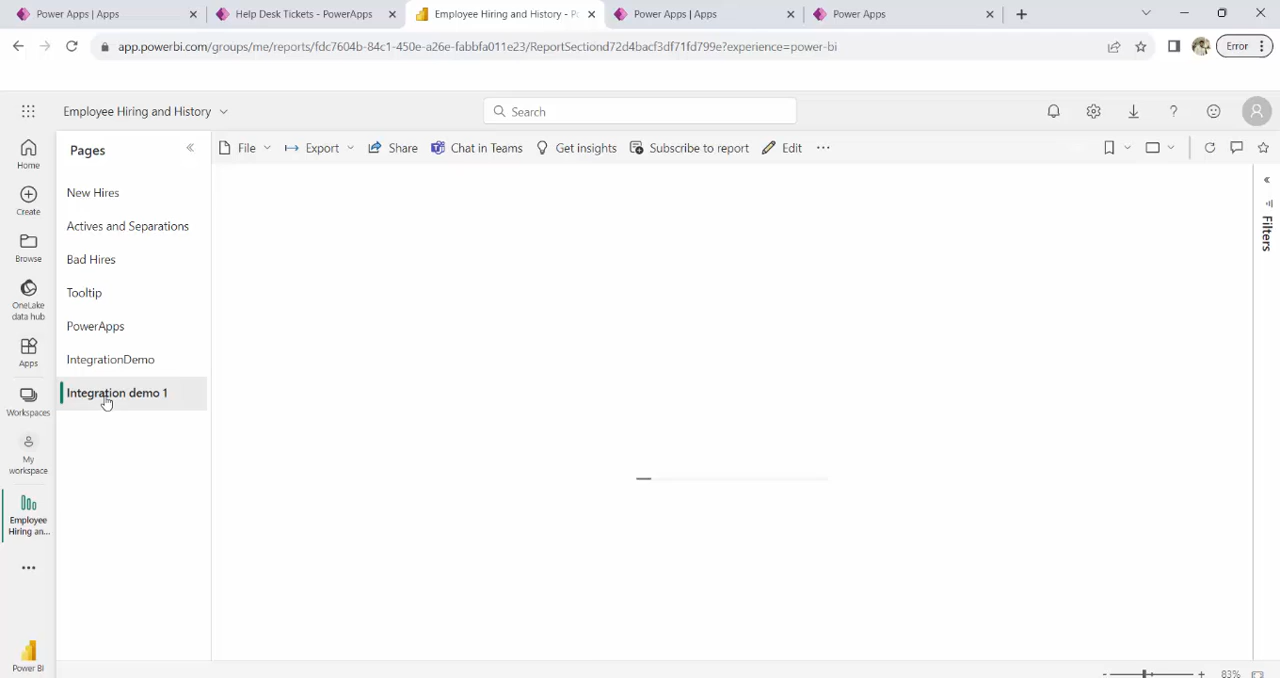 Power Apps | Apps
Help Desk Tickets - PowerApps
Employee Hiring and History - P
Power Apps | Apps
Power Apps
app.powerbi.com/groups/me/reports/fdc7604b-84c1-450e-a26e-fabbfa011e23/ReportSectiond72d4bacf3df71fd799e?experience=power-bi
Error
Employee Hiring and History
Search
Home
Create
Browse
OneLake
data hub
Apps
Workspaces
My
workspace
Employee
Hiring an...
Power BI
Pages
New Hires
Actives and Separations
Bad Hires
Tooltip
PowerApps
IntegrationDemo
Integration demo 1
File
Export
Share
Chat in Teams
Get insights
Subscribe to report
Edit
Filters
83%